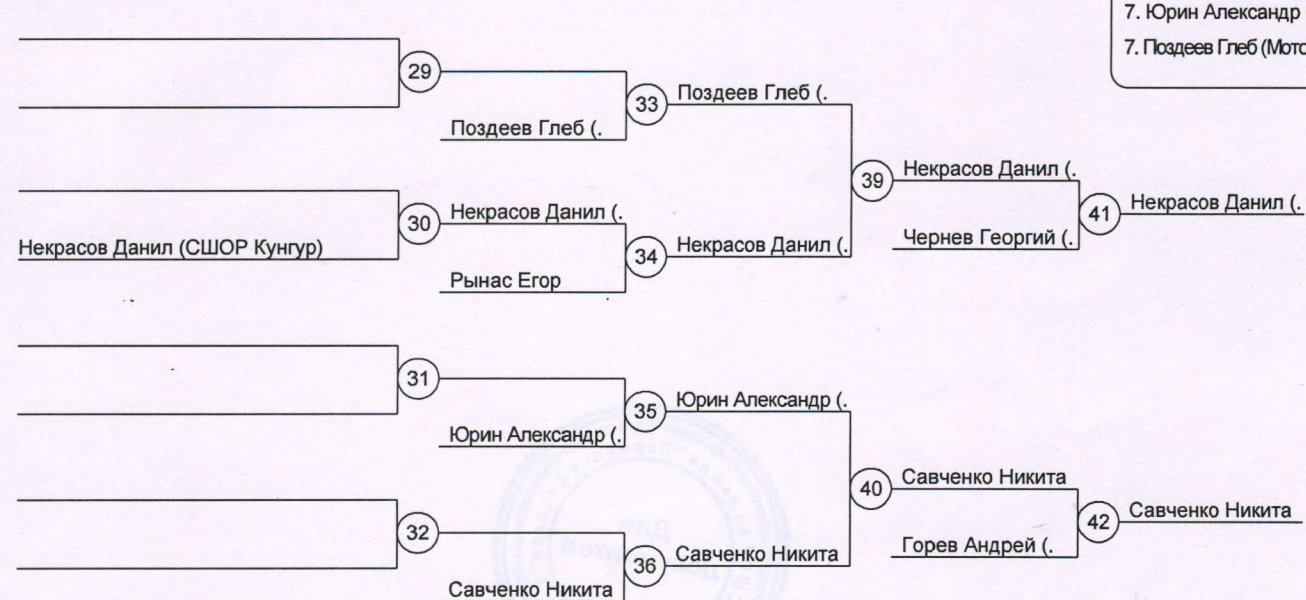 7. Юрин Александр
7. Поздеев Глеб (Мото
29
Поздеев Глеб (.
33
Поздеев Глеб (.
39
Некрасов Данил (.
41
Некрасов Данил (.
Некрасов Данил (СШОР Кунгур)
30
Некрасов Данил (.
Рынас Егор
34
Некрасов Данил (.
Чернев Георгий (.
31
Юрин Александр (.
35
Юрин Александр (.
40
Савченко Никита
42
Савченко Никита
32
Савченко Никита
36
Савченко Никита
Горев Андрей (.